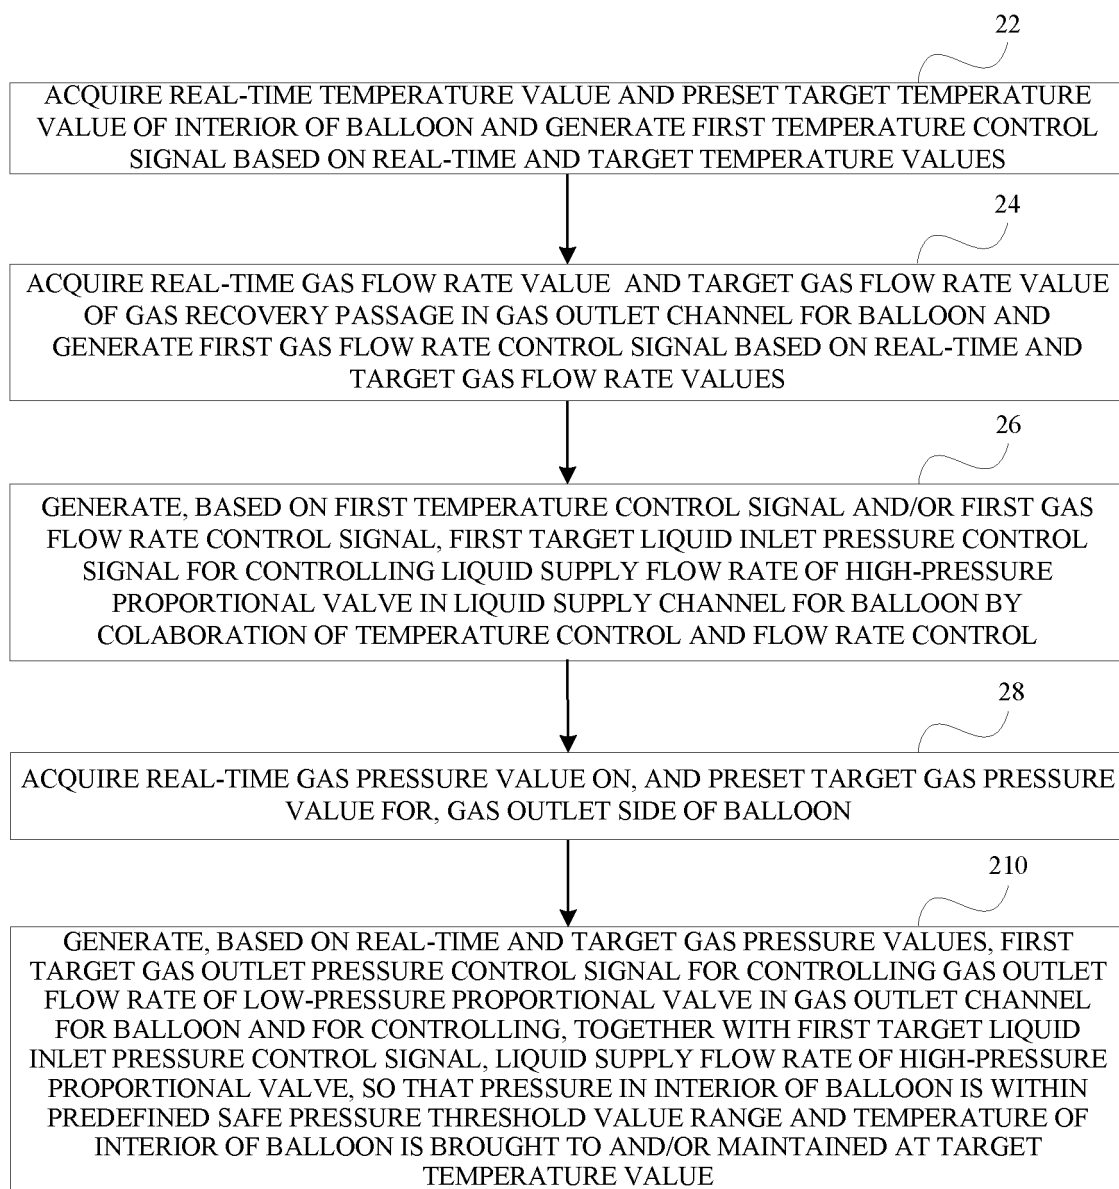 22
ACQUIRE REAL-TIME TEMPERATURE VALUE AND PRESET TARGET TEMPERATURE
VALUE OF INTERIOR OF BALLOON AND GENERATE FIRST TEMPERATURE CONTROL
SIGNAL BASED ON REAL-TIME AND TARGET TEMPERATURE VALUES
24
ACQUIRE REAL-TIME GAS FLOW RATE VALUE AND TARGET GAS FLOW RATE VALUE
OF GAS RECOVERY PASSAGE IN GAS OUTLET CHANNEL FOR BALLOON AND
GENERATE FIRST GAS FLOW RATE CONTROL SIGNAL BASED ON REAL-TIME AND
TARGET GAS FLOW RATE VALUES
26
GENERATE, BASED ON FIRST TEMPERATURE CONTROL SIGNAL AND/OR FIRST GAS
FLOW RATE CONTROL SIGNAL, FIRST TARGET LIQUID INLET PRESSURE CONTROL
SIGNAL FOR CONTROLLING LIQUID SUPPLY FLOW RATE OF HIGH-PRESSURE
PROPORTIONAL VALVE IN LIQUID SUPPLY CHANNEL FOR BALLOON BY
COLABORATION OF TEMPERATURE CONTROL AND FLOW RATE CONTROL
28
ACQUIRE REAL-TIME GAS PRESSURE VALUE ON, AND PRESET TARGET GAS PRESSURE
VALUE FOR, GAS OUTLET SIDE OF BALLOON
210
GENERATE, BASED ON REAL-TIME AND TARGET GAS PRESSURE VALUES, FIRST
TARGET GAS OUTLET PRESSURE CONTROL SIGNAL FOR CONTROLLING GAS OUTLET
FLOW RATE OF LOW-PRESSURE PROPORTIONAL VALVE IN GAS OUTLET CHANNEL
FOR BALLOON AND FOR CONTROLLING, TOGETHER WITH FIRST TARGET LIQUID
INLET PRESSURE CONTROL SIGNAL, LIQUID SUPPLY FLOW RATE OF HIGH-PRESSURE
PROPORTIONAL VALVE, SO THAT PRESSURE IN INTERIOR OF BALLOON IS WITHIN
PREDEFINED SAFE PRESSURE THRESHOLD VALUE RANGE AND TEMPERATURE OF
INTERIOR OF BALLOON IS BROUGHT TO AND/OR MAINTAINED AT TARGET
TEMPERATURE VALUE